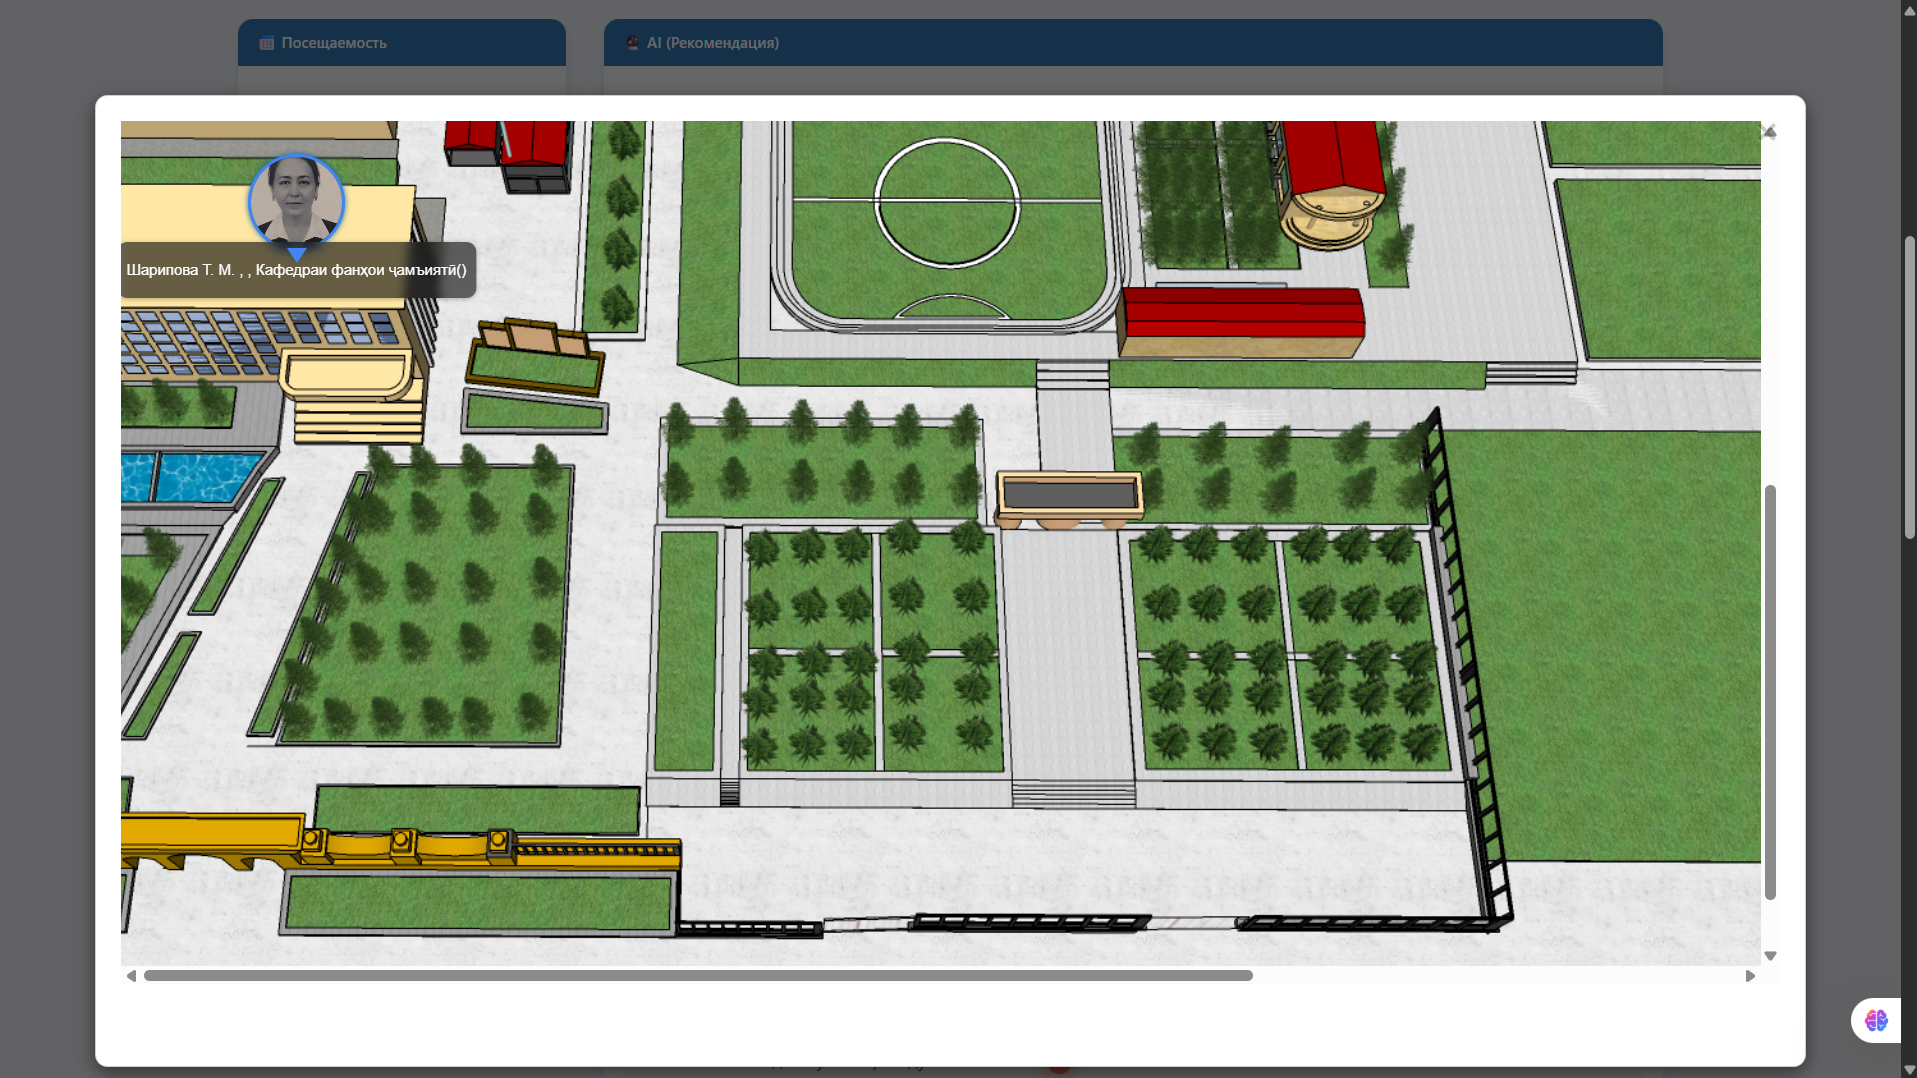 Посещаемость
AI (Рекомендация)
Шарипова Т. М. , , Кафедраи фанҳои ҷамъиятӣ()